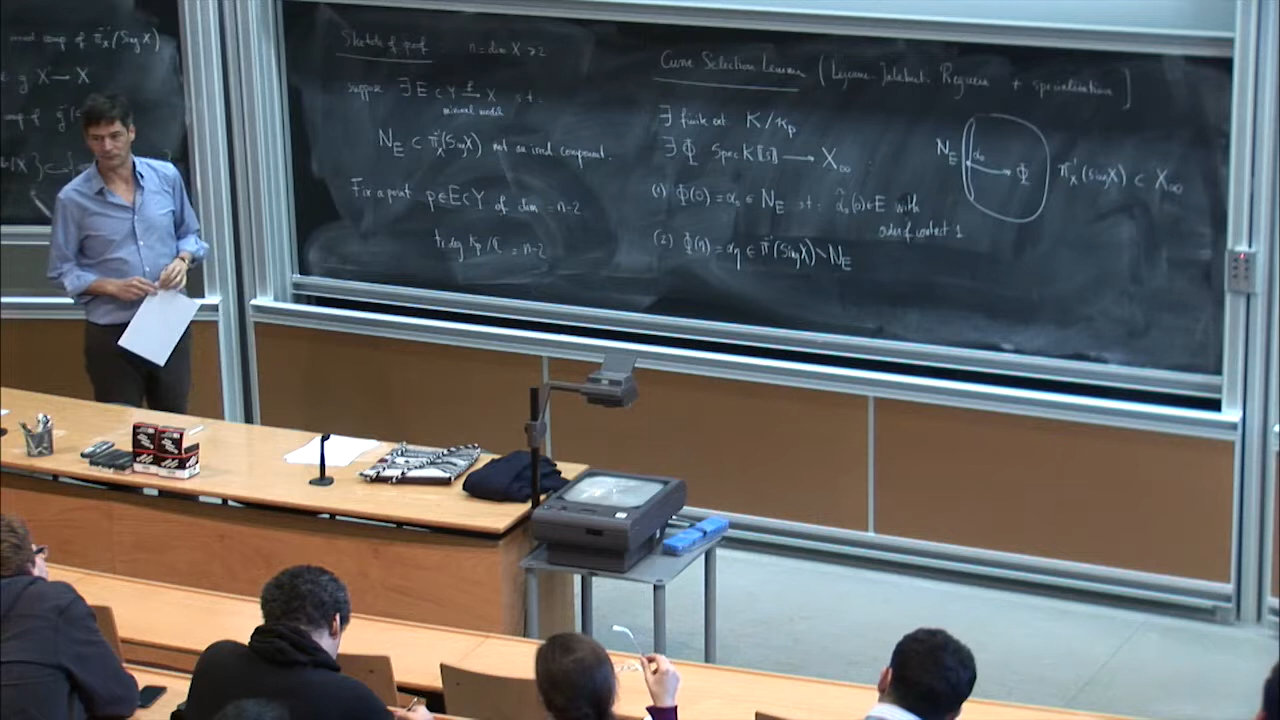 π_X^{-1}(Sing X)
X — X
Sketch of proof n = dim X ≥ 2
suppose ∃ E ⊂ Y →^f X s.t.
minimal model
N_E ⊂ π_X^{-1}(Sing X) not an irred component.
Fix a point p ∈ E ⊂ Y of dim = n-2
tr deg K_p/ℂ = n-2
Curve Selection Lemma (Lejeune-Jalabert, Reguera + specialization]
∃ finite ext. K/K_p
∃ Φ Spec K[[s]] ⟶ X_∞
(1) Φ(0) = α_0 ∈ N_E s.t. α̃_0(0) ∈ E with
order of contact 1
(2) Φ(η) = α_η ∈ π^{-1}(Sing X) \ N_E
N_E α_0 Φ π_X^{-1}(Sing X) ⊂ X_∞